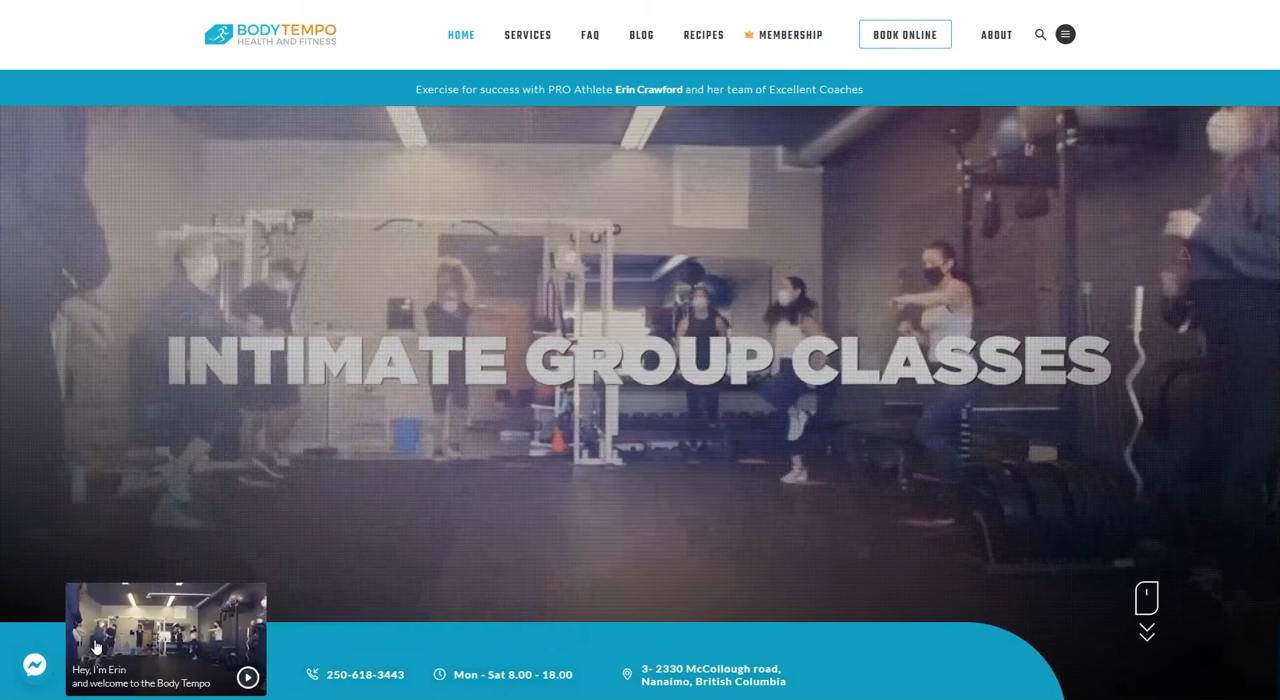 BODYTEMPO
HEALTH AND FITNESS
HOME
SERVICES
FAQ
BLOG
RECIPES
MEMBERSHIP
BOOK ONLINE
ABOUT
Exercise for success with PRO Athlete Erin Crawford and her team of Excellent Coaches
INTIMATE GROUP CLASSES
Hey, I'm Erin
and welcome to the Body Tempo
250-618-3443
Mon - Sat 8.00 - 18.00
3- 2330 McCollough road,
Nanaimo, British Columbia